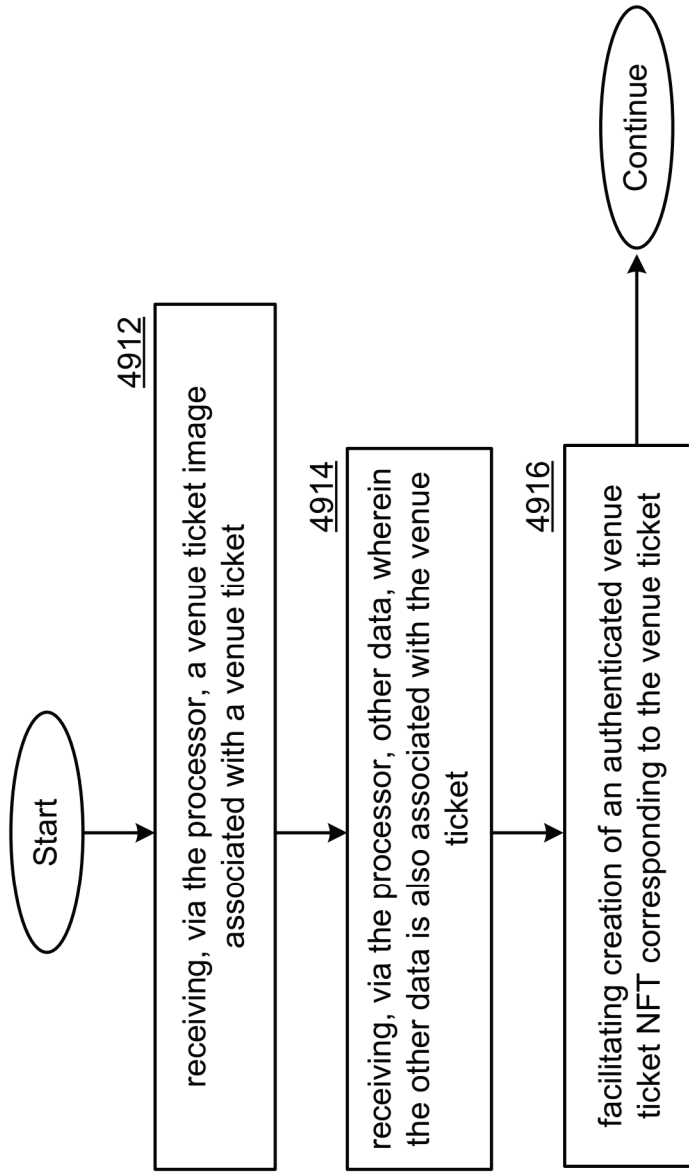 Start
4912
receiving, via the processor, a venue ticket image
associated with a venue ticket
4914
receiving, via the processor, other data, wherein
the other data is also associated with the venue
ticket
4916
facilitating creation of an authenticated venue
ticket NFT corresponding to the venue ticket
Continue